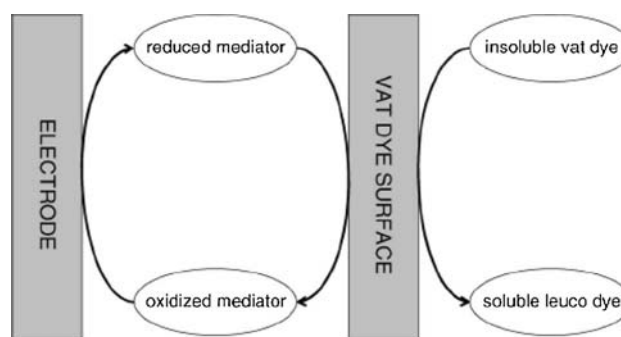 reduced mediator
insoluble vat dye
ELECTRODE
VAT DYE SURFACE
oxidized mediator
soluble leuco dye